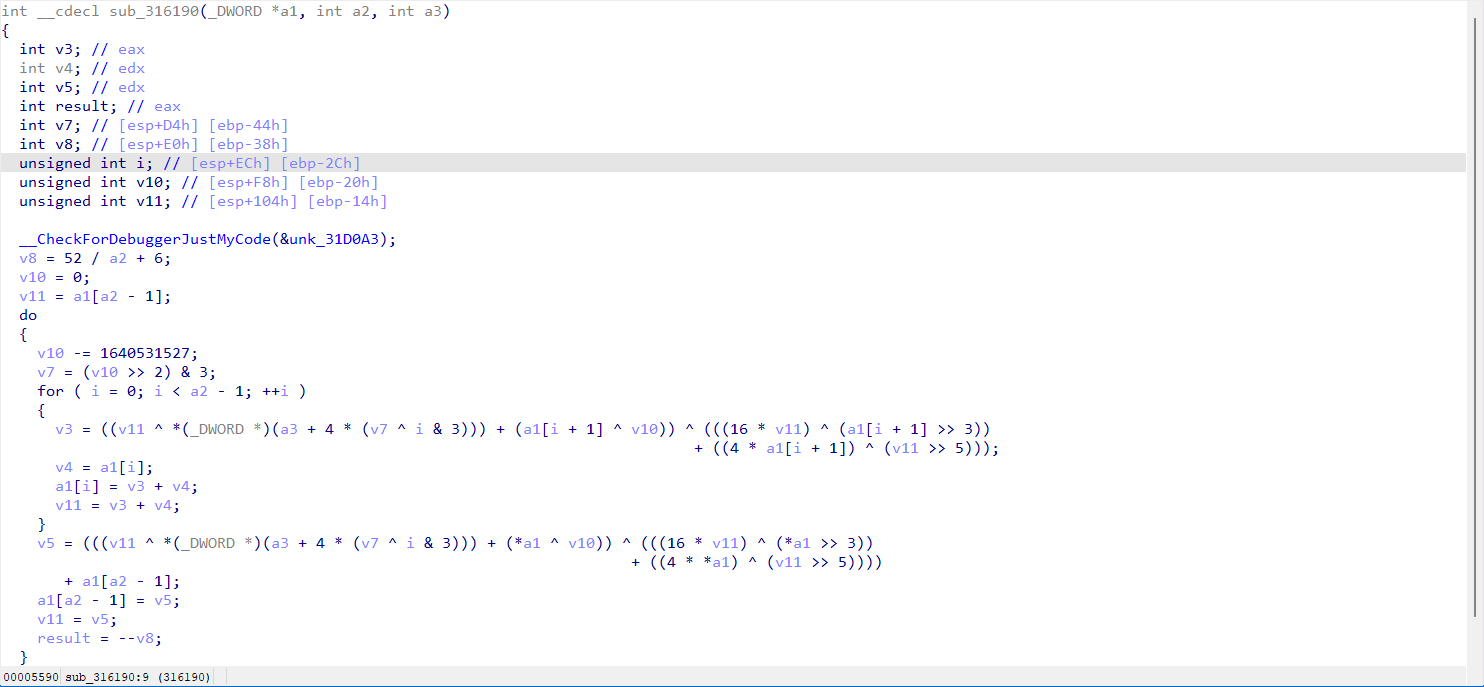 int __cdecl sub_316190(_DWORD *a1, int a2, int a3)
{
  int v3; // eax
  int v4; // edx
  int v5; // edx
  int result; // eax
  int v7; // [esp+D4h] [ebp-44h]
  int v8; // [esp+E0h] [ebp-38h]
  unsigned int i; // [esp+ECh] [ebp-2Ch]
  unsigned int v10; // [esp+F8h] [ebp-20h]
  unsigned int v11; // [esp+104h] [ebp-14h]

  __CheckForDebuggerJustMyCode(&unk_31D0A3);
  v8 = 52 / a2 + 6;
  v10 = 0;
  v11 = a1[a2 - 1];
  do
  {
    v10 -= 1640531527;
    v7 = (v10 >> 2) & 3;
    for ( i = 0; i < a2 - 1; ++i )
    {
      v3 = ((v11 ^ *(_DWORD *)(a3 + 4 * (v7 ^ i & 3))) + (a1[i + 1] ^ v10)) ^ (((16 * v11) ^ (a1[i + 1] >> 3))
                                                                             + ((4 * a1[i + 1]) ^ (v11 >> 5)));
      v4 = a1[i];
      a1[i] = v3 + v4;
      v11 = v3 + v4;
    }
    v5 = (((v11 ^ *(_DWORD *)(a3 + 4 * (v7 ^ i & 3))) + (*a1 ^ v10)) ^ (((16 * v11) ^ (*a1 >> 3))
                                                                      + ((4 * *a1) ^ (v11 >> 5))))
       + a1[a2 - 1];
    a1[a2 - 1] = v5;
    v11 = v5;
    result = --v8;
  }
00005590 sub_316190:9 (316190)